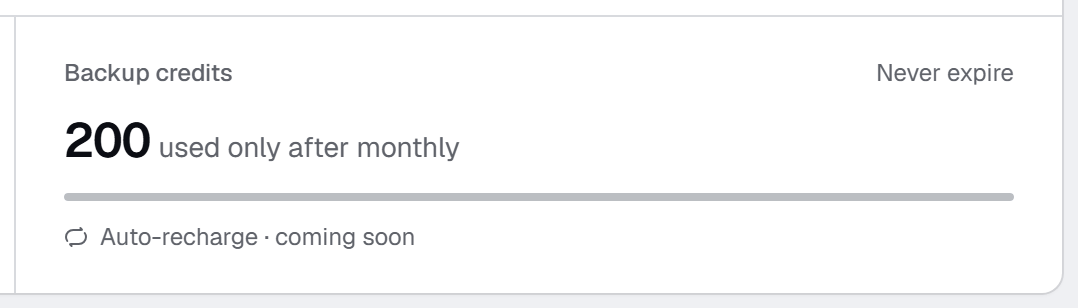 Backup credits Never expire
200 used only after monthly
Auto-recharge · coming soon